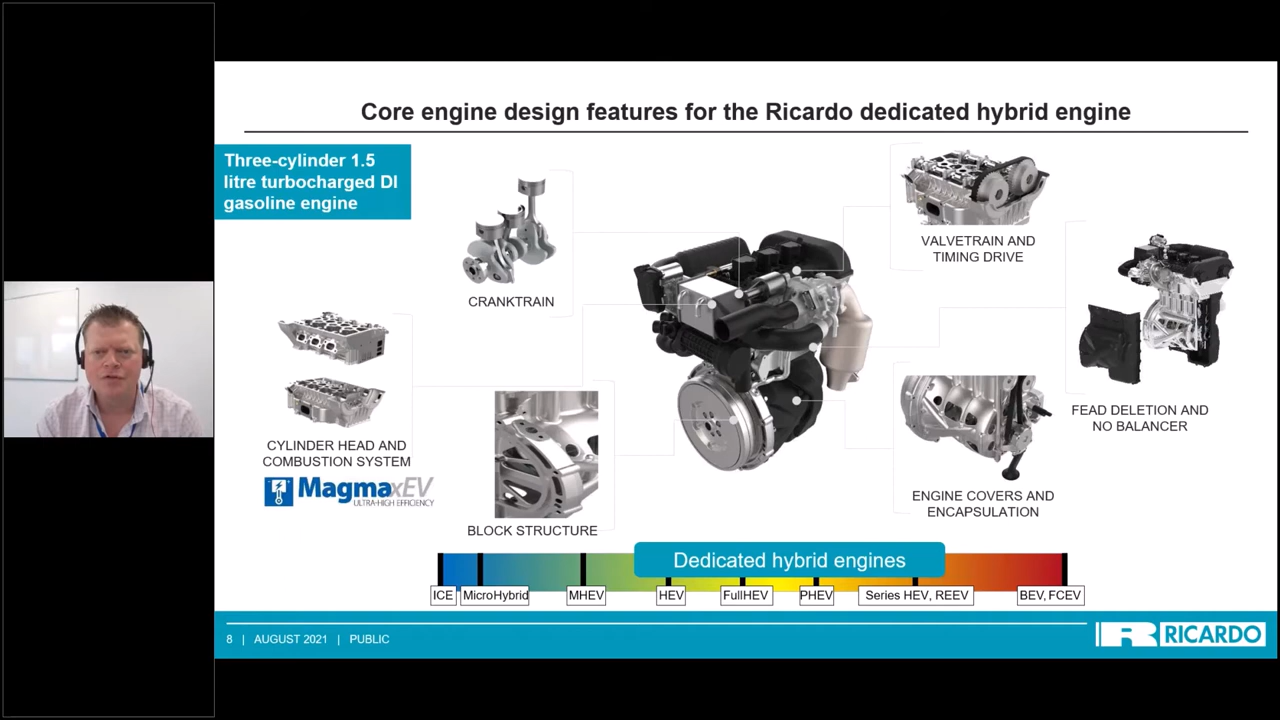 Core engine design features for the Ricardo dedicated hybrid engine
Three-cylinder 1.5
litre turbocharged DI
gasoline engine
CRANKTRAIN
VALVETRAIN AND
TIMING DRIVE
CYLINDER HEAD AND
COMBUSTION SYSTEM
MagmaxEV
ULTRA-HIGH EFFICIENCY
BLOCK STRUCTURE
ENGINE COVERS AND
ENCAPSULATION
FEAD DELETION AND
NO BALANCER
Dedicated hybrid engines
ICE
MicroHybrid
MHEV
HEV
FullHEV
PHEV
Series HEV, REEV
BEV, FCEV
8 | AUGUST 2021 | PUBLIC
RICARDO